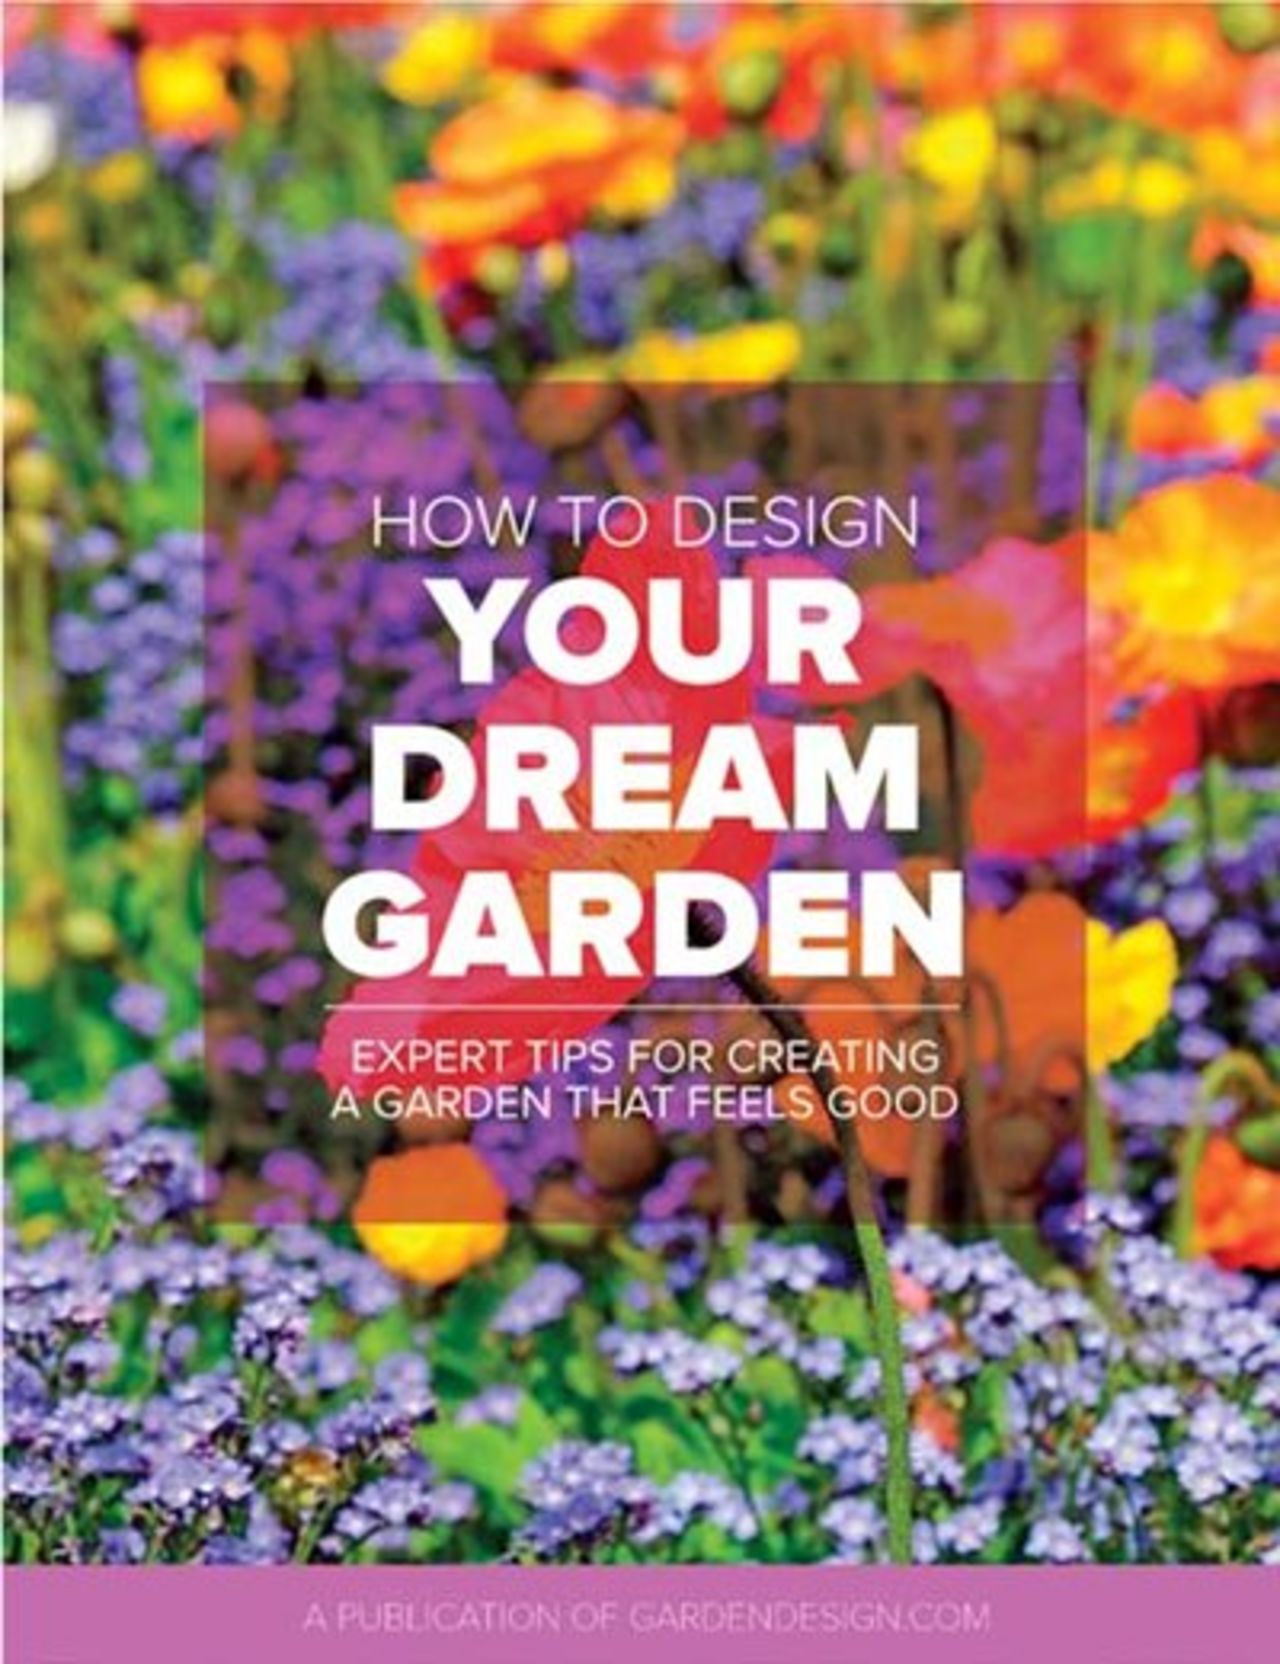 HOW TO DESIGN
YOUR
DREAM
GARDEN
EXPERT TIPS FOR CREATING
A GARDEN THAT FEELS GOOD
A PUBLICATION OF GARDENDESIGN.COM